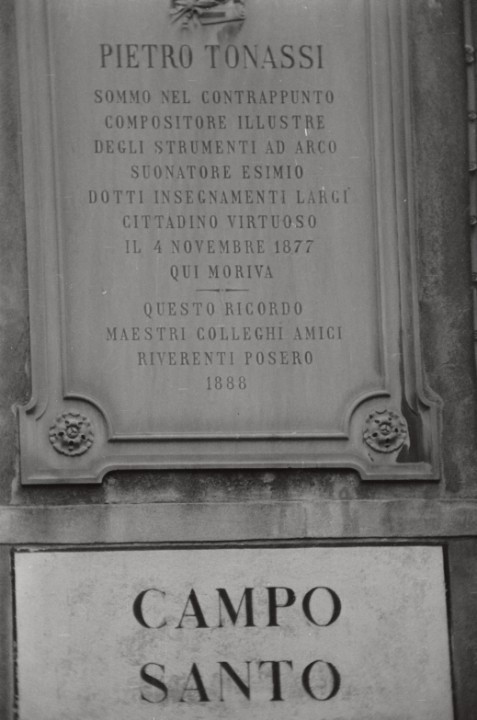 PIETRO TONASSI
SOMMO NEL CONTRAPPUNTO
COMPOSITORE ILLUSTRE
DEGLI STRUMENTI AD ARCO
SUONATORE ESIMIO
DOTTI INSEGNAMENTI LARGÌ
CITTADINO VIRTUOSO
IL 4 NOVEMBRE 1877
QUI MORIVA
QUESTO RICORDO
MAESTRI COLLEGHI AMICI
RIVERENTI POSERO
1888
CAMPO
SANTO